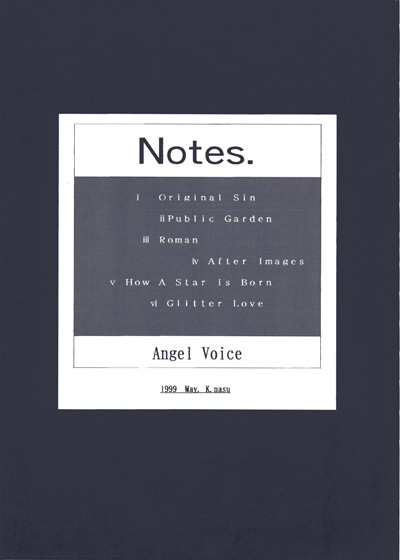 Notes.
ⅰ Original Sin
ⅱPublic Garden
ⅲ Roman
ⅳ After Images
ⅴ How A Star Is Born
ⅵ Glitter Love
Angel Voice
1999 May. K.nasu